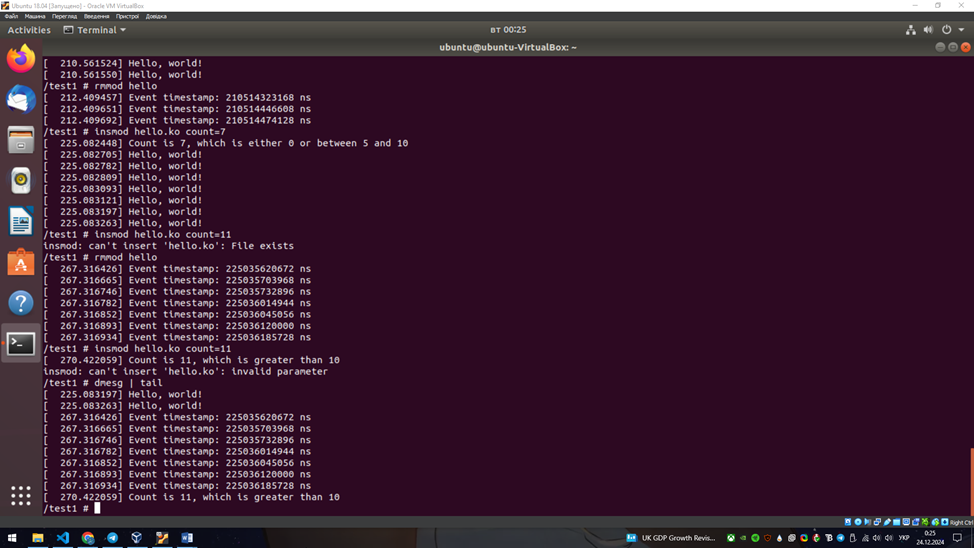 Ubuntu 18.04 [Запущено] - Oracle VM VirtualBox
Файл Машина Перегляд Введення Пристрої Довідка
Activities Terminal ВТ 00:25
ubuntu@ubuntu-VirtualBox: ~
[  210.561524] Hello, world!
[  210.561550] Hello, world!
/test1 # rmmod hello
[  212.409457] Event timestamp: 210514323168 ns
[  212.409651] Event timestamp: 210514446608 ns
[  212.409692] Event timestamp: 210514474128 ns
/test1 # insmod hello.ko count=7
[  225.082448] Count is 7, which is either 0 or between 5 and 10
[  225.082705] Hello, world!
[  225.082782] Hello, world!
[  225.082809] Hello, world!
[  225.083093] Hello, world!
[  225.083121] Hello, world!
[  225.083197] Hello, world!
[  225.083263] Hello, world!
/test1 # insmod hello.ko count=11
insmod: can't insert 'hello.ko': File exists
/test1 # rmmod hello
[  267.316426] Event timestamp: 225035620672 ns
[  267.316665] Event timestamp: 225035703968 ns
[  267.316746] Event timestamp: 225035732896 ns
[  267.316782] Event timestamp: 225036014944 ns
[  267.316852] Event timestamp: 225036045056 ns
[  267.316893] Event timestamp: 225036120000 ns
[  267.316934] Event timestamp: 225036185728 ns
/test1 # insmod hello.ko count=11
[  270.422059] Count is 11, which is greater than 10
insmod: can't insert 'hello.ko': invalid parameter
/test1 # dmesg | tail
[  225.083197] Hello, world!
[  225.083263] Hello, world!
[  267.316426] Event timestamp: 225035620672 ns
[  267.316665] Event timestamp: 225035703968 ns
[  267.316746] Event timestamp: 225035732896 ns
[  267.316782] Event timestamp: 225036014944 ns
[  267.316852] Event timestamp: 225036045056 ns
[  267.316893] Event timestamp: 225036120000 ns
[  267.316934] Event timestamp: 225036185728 ns
[  270.422059] Count is 11, which is greater than 10
/test1 #
Right Ctrl
UK GDP Growth Revis... УКР 0:25
24.12.2024